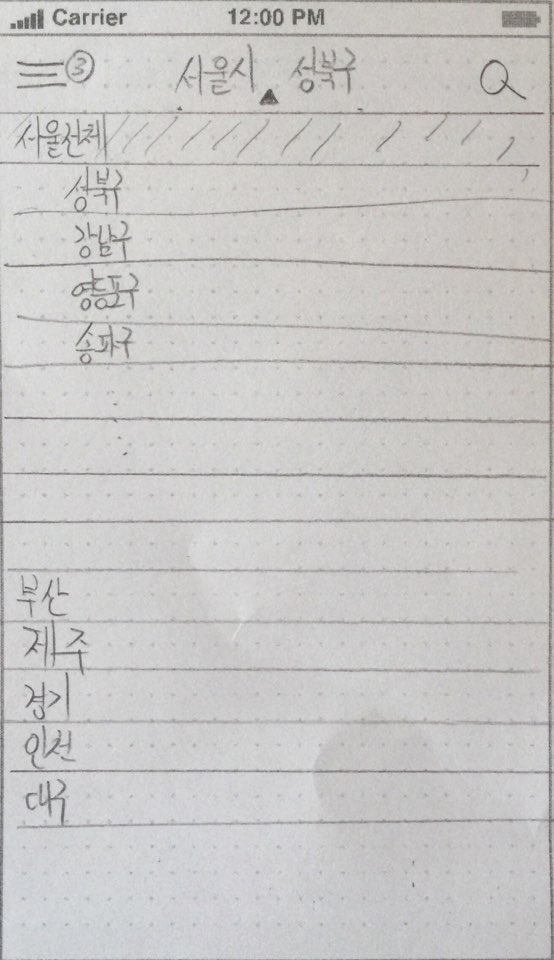 Carrier 12:00 PM
③ 서울시 성북구
서울전체
성북구
강남구
영등포구
송파구
부산
제주
경기
인천
대구